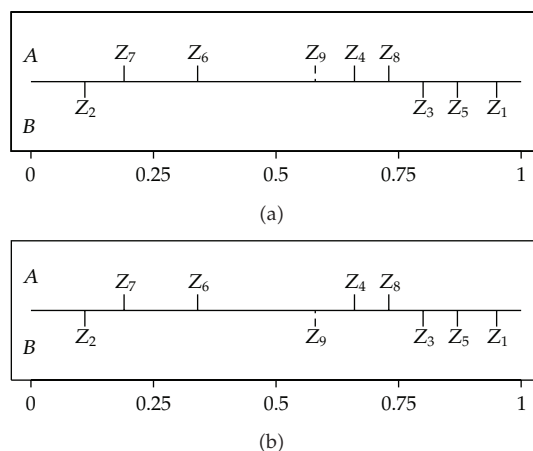 A Z₇ Z₆ Z₉ Z₄ Z₈
B Z₂ Z₃ Z₅ Z₁
0 0.25 0.5 0.75 1
(a)
A Z₇ Z₆ Z₄ Z₈
B Z₂ Z₉ Z₃ Z₅ Z₁
0 0.25 0.5 0.75 1
(b)